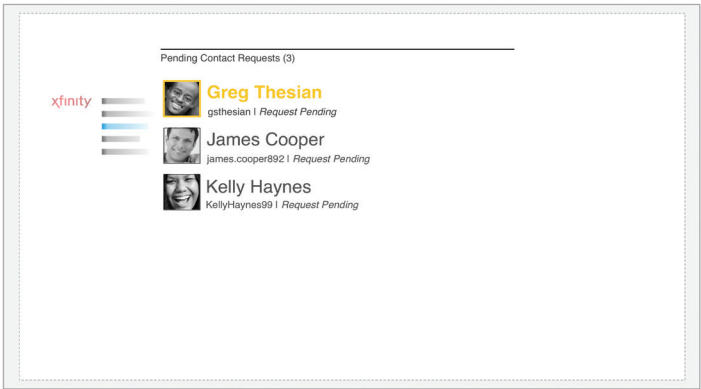 Pending Contact Requests (3)
xfinity
Greg Thesian
gsthesian | Request Pending
James Cooper
james.cooper892 | Request Pending
Kelly Haynes
KellyHaynes99 | Request Pending